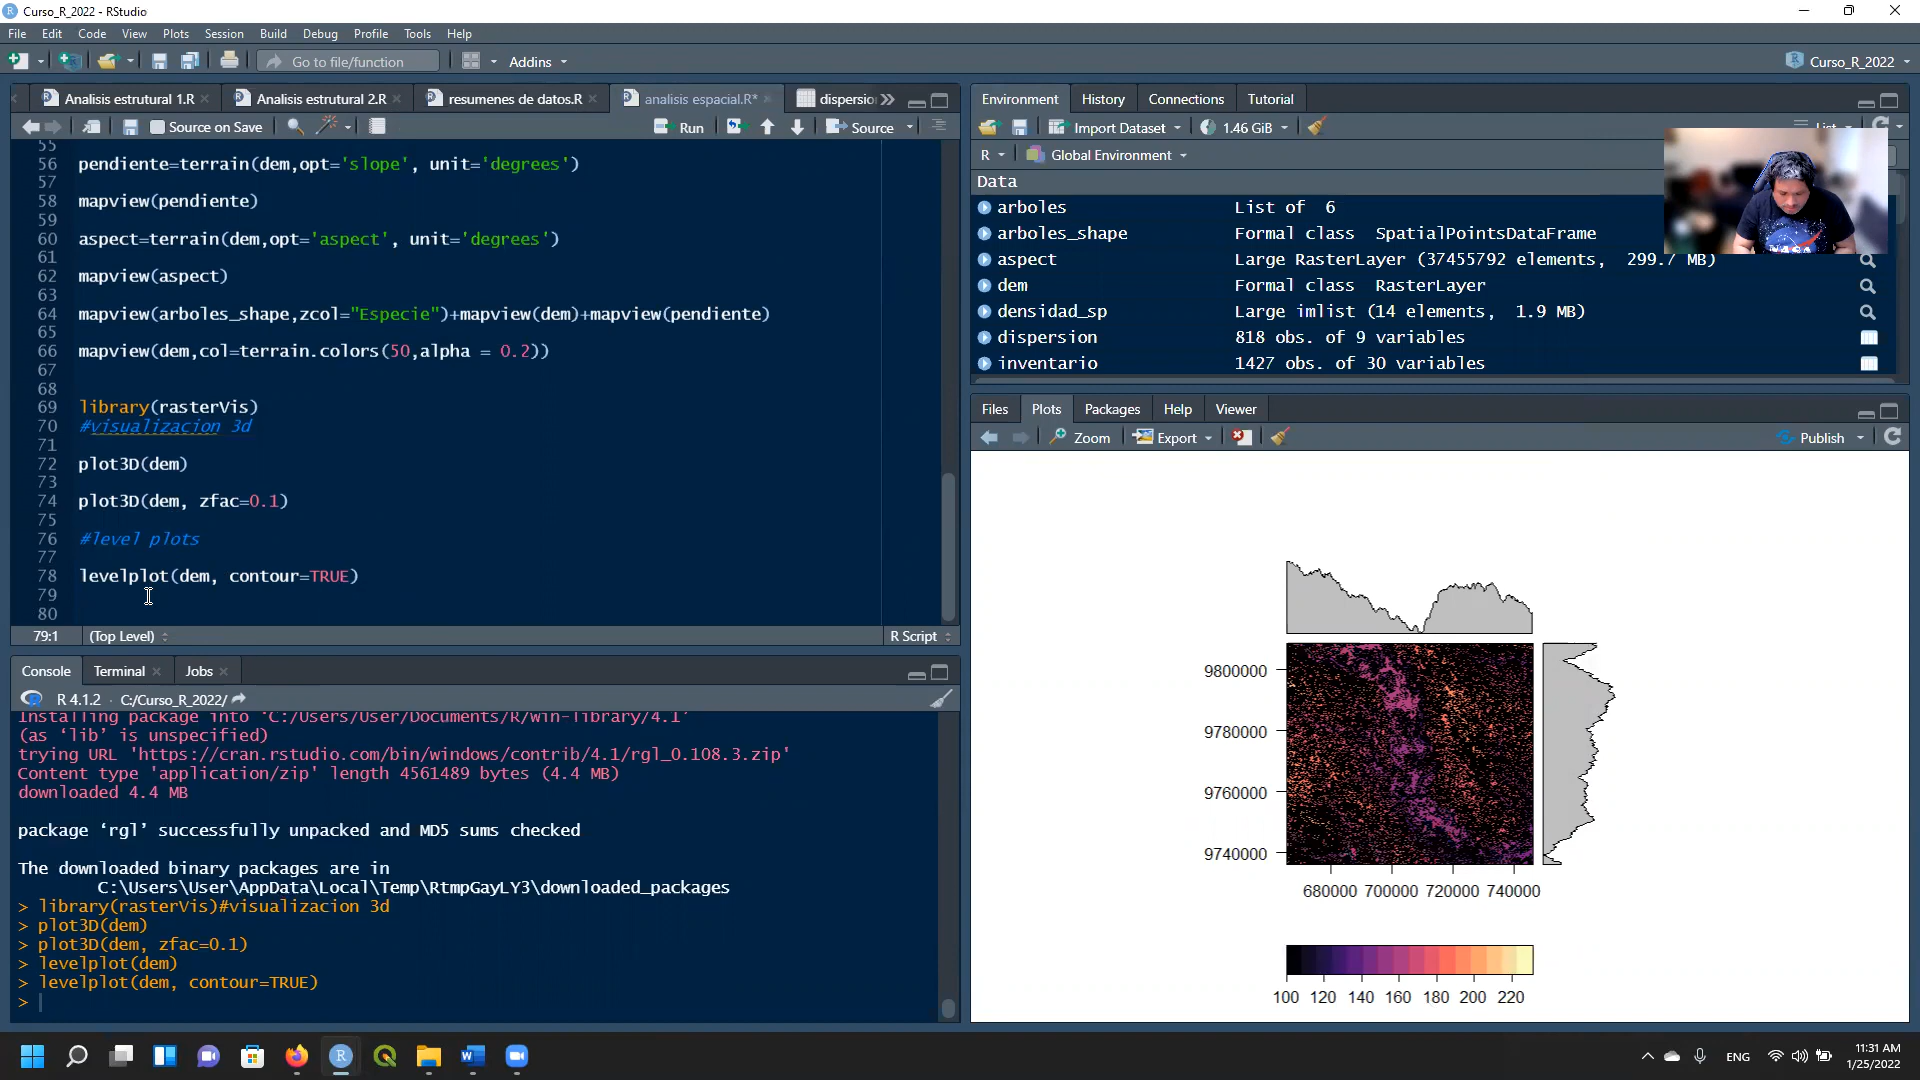 Curso_R_2022 - RStudio
File Edit Code View Plots Session Build Debug Profile Tools Help
Go to file/function Addins Curso_R_2022
Analisis estrutural 1.R Analisis estrutural 2.R resumenes de datos.R analisis espacial.R* dispersio
Source on Save Run Source
55
56 pendiente=terrain(dem,opt='slope', unit='degrees')
57
58 mapview(pendiente)
59
60 aspect=terrain(dem,opt='aspect', unit='degrees')
61
62 mapview(aspect)
63
64 mapview(arboles_shape,zcol="Especie")+mapview(dem)+mapview(pendiente)
65
66 mapview(dem,col=terrain.colors(50,alpha = 0.2))
67
68
69 library(rasterVis)
70 #visualizacion 3d
71
72 plot3D(dem)
73
74 plot3D(dem, zfac=0.1)
75
76 #level plots
77
78 levelplot(dem, contour=TRUE)
79
80
79:1 (Top Level) R Script
Console Terminal Jobs
R 4.1.2 · C:/Curso_R_2022/
Installing package into ‘C:/Users/User/Documents/R/win-library/4.1’
(as ‘lib’ is unspecified)
trying URL 'https://cran.rstudio.com/bin/windows/contrib/4.1/rgl_0.108.3.zip'
Content type 'application/zip' length 4561489 bytes (4.4 MB)
downloaded 4.4 MB
package ‘rgl’ successfully unpacked and MD5 sums checked
The downloaded binary packages are in
C:\Users\User\AppData\Local\Temp\RtmpGayLY3\downloaded_packages
> library(rasterVis)#visualizacion 3d
> plot3D(dem)
> plot3D(dem, zfac=0.1)
> levelplot(dem)
> levelplot(dem, contour=TRUE)
>
Environment History Connections Tutorial
Import Dataset 1.46 GiB List
R Global Environment
Data
arboles List of 6
arboles_shape Formal class SpatialPointsDataFrame
aspect Large RasterLayer (37455792 elements, 299.7 MB)
dem Formal class RasterLayer
densidad_sp Large imlist (14 elements, 1.9 MB)
dispersion 818 obs. of 9 variables
inventario 1427 obs. of 30 variables
NASA
Files Plots Packages Help Viewer
Zoom Export Publish
9800000
9780000
9760000
9740000
680000 700000 720000 740000
100 120 140 160 180 200 220
ENG 11:31 AM
1/25/2022